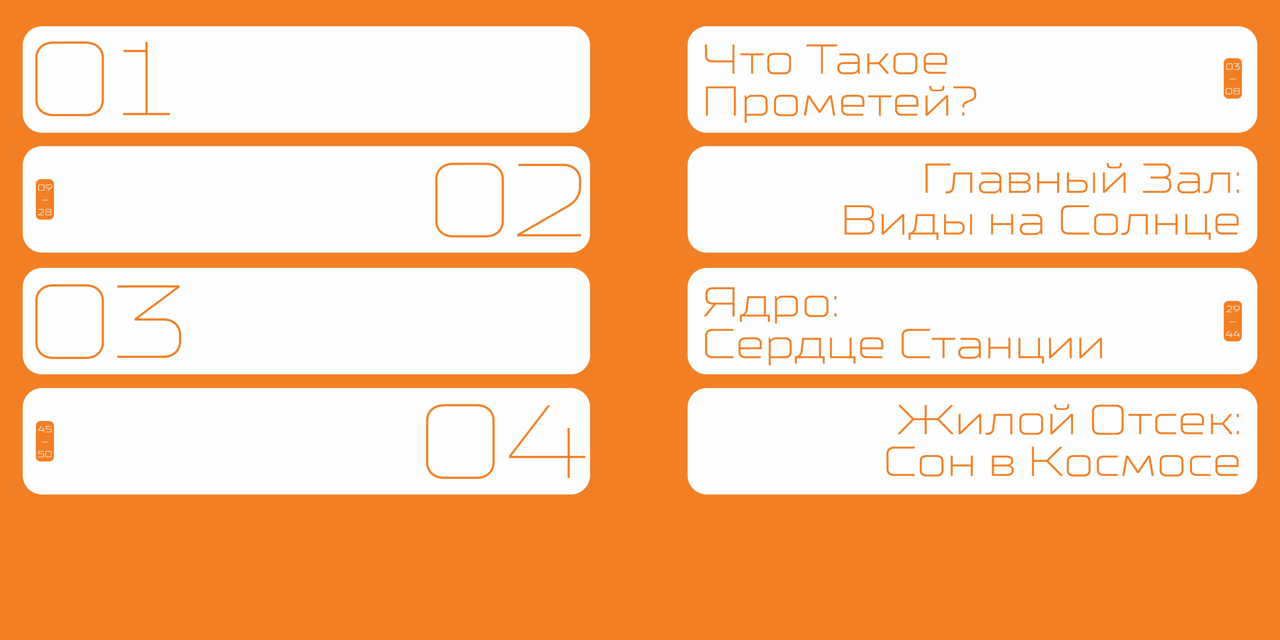 01
Что Такое
Прометей?
03
–
08
09
–
28
02
Главный Зал:
Виды на Солнце
03
Ядро:
Сердце Станции
29
–
44
45
–
50
04
Жилой Отсек:
Сон в Космосе